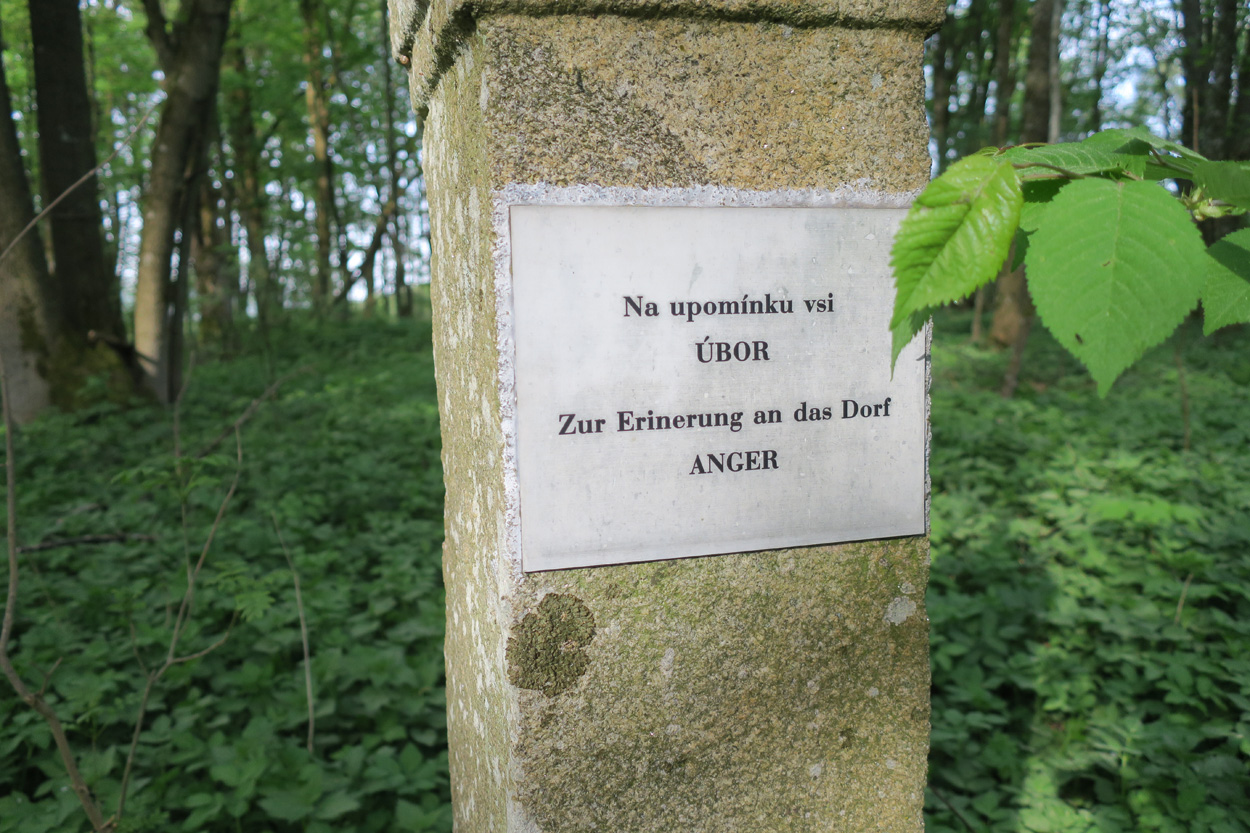 Na upomínku vsi
ÚBOR
Zur Erinerung an das Dorf
ANGER